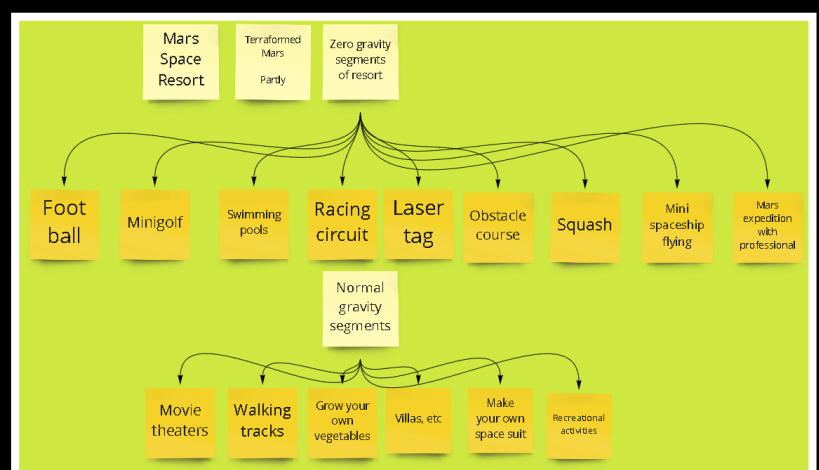 Mars
Space
Resort
Terraformed
Mars
Partly
Zero gravity
segments
of resort
Foot
ball
Minigolf
Swimming
pools
Racing
circuit
Laser
tag
Obstacle
course
Squash
Mini
spaceship
flying
Mars
expedition
with
professional
Normal
gravity
segments
Movie
theaters
Walking
tracks
Grow your
own
vegetables
Villas, etc
Make
your own
space suit
Recreational
activities